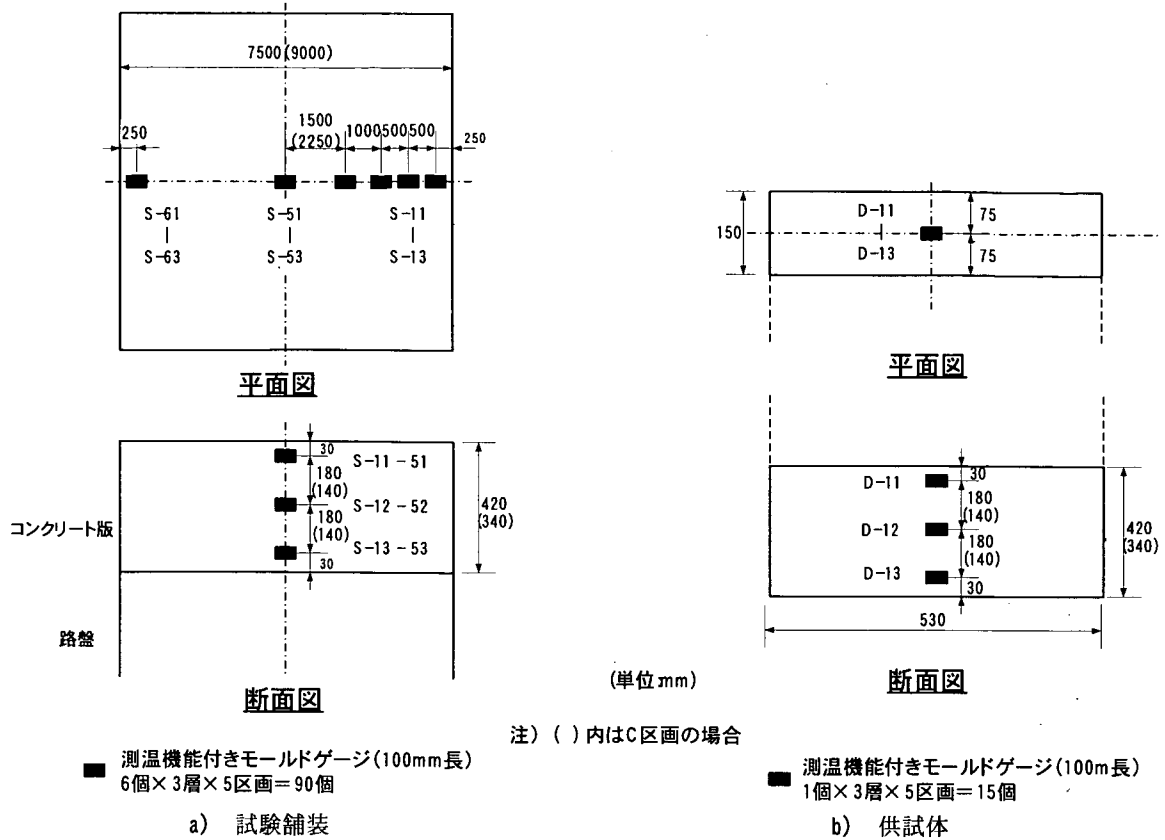 7500(9000)
1500
(2250)
250
1000
500
500
250
S-61
S-63
S-51
S-53
S-11
S-13
平面図
コンクリート版
路盤
30
180
(140)
180
(140)
30
S-11-51
S-12-52
S-13-53
420
(340)
断面図
測温機能付きモールドゲージ(100mm長)
6個×3層×5区画=90個
a) 試験舗装
150
D-11
D-13
75
75
平面図
D-11
D-12
D-13
30
180
(140)
180
(140)
30
420
(340)
530
(単位:mm)
断面図
注) ( )内はC区画の場合
測温機能付きモールドゲージ(100m長)
1個×3層×5区画=15個
b) 供試体